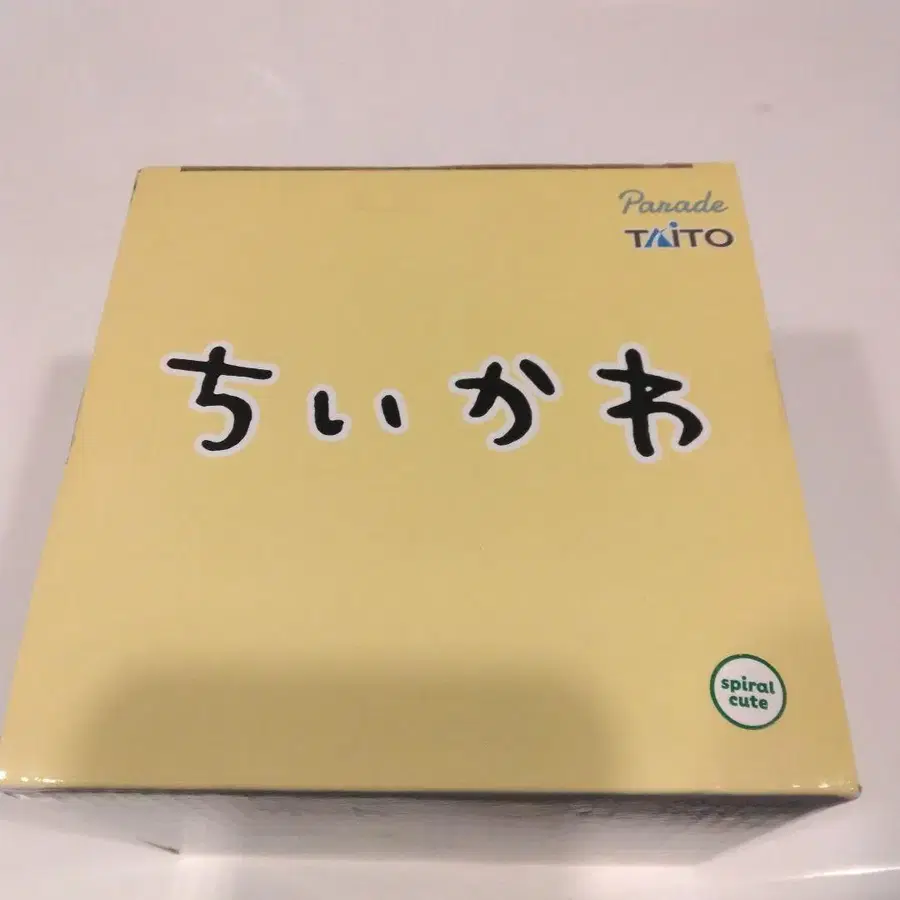 Parade
TAITO
ちいかわ
spiral
cute